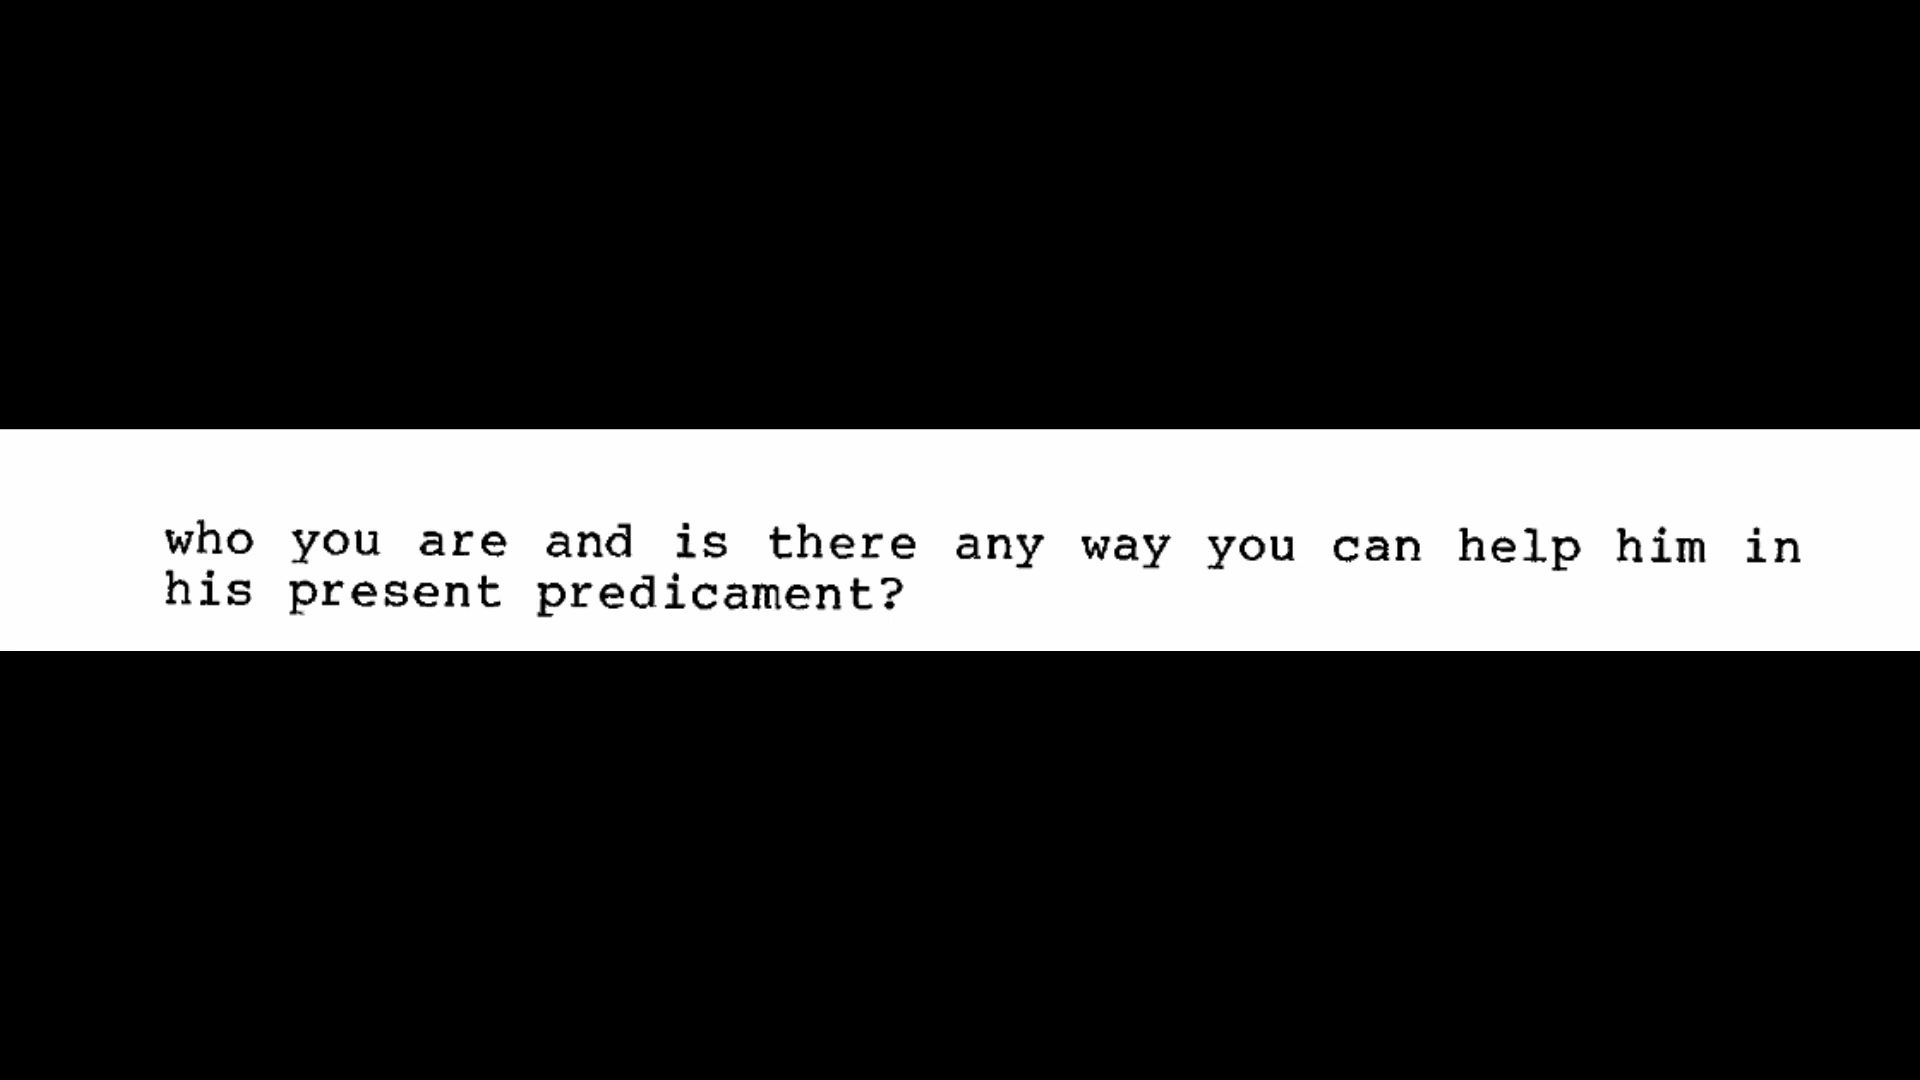 who you are and is there any way you can help him in
his present predicament?